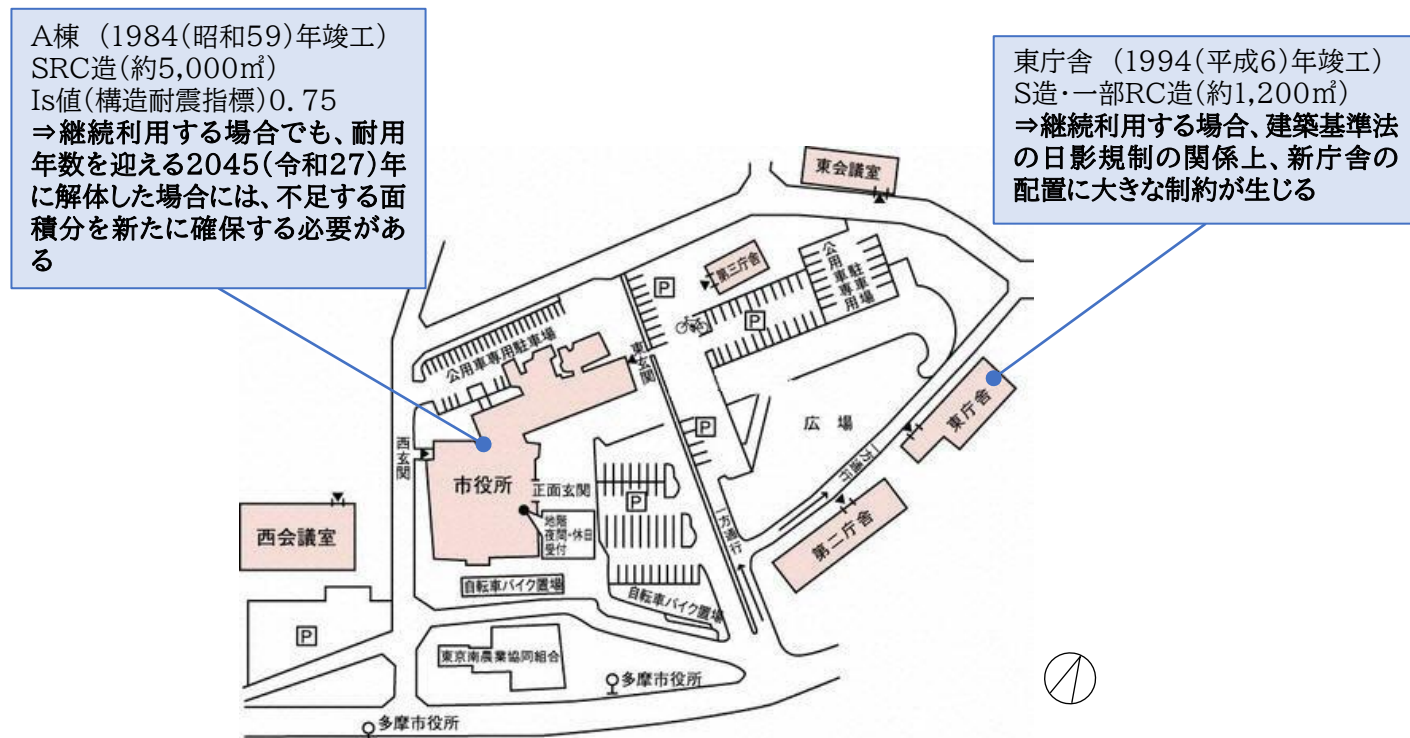 A棟 (1984(昭和59)年竣工)
SRC造(約5,000㎡)
Is値(構造耐震指標)0.75
⇒継続利用する場合でも、耐用
年数を迎える2045(令和27)年
に解体した場合には、不足する面
積分を新たに確保する必要があ
る
東庁舎 (1994(平成6)年竣工)
S造・一部RC造(約1,200㎡)
⇒継続利用する場合、建築基準法
の日影規制の関係上、新庁舎の
配置に大きな制約が生じる
東会議室
第三庁舎
公用車駐車専用場
P
P
公用車専用駐車場
東玄関
東庁舎
広場
P
西玄関
市役所
正面玄関
P
一方通行
一方通行
第二庁舎
地階
夜間・休日
受付
西会議室
自転車バイク置場
自転車バイク置場
P
東京南農業協同組合
多摩市役所
多摩市役所